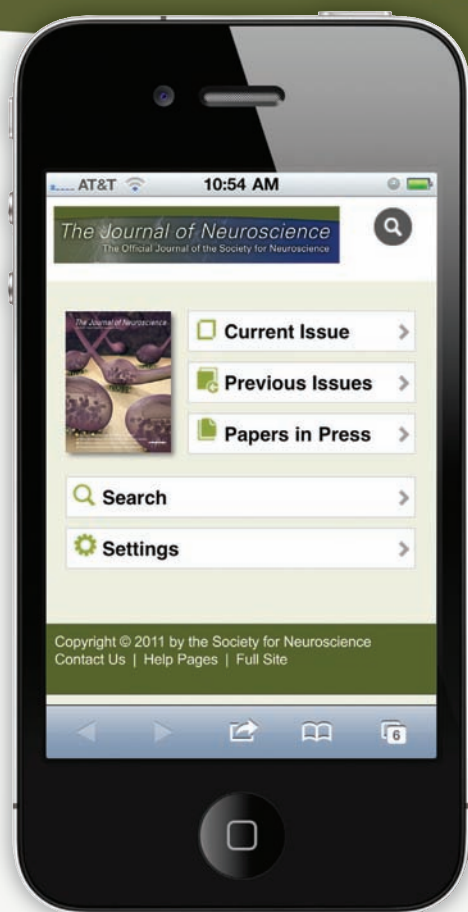 AT&T 10:54 AM
The Journal of Neuroscience
The Official Journal of the Society for Neuroscience
The Journal of Neuroscience
Current Issue
Previous Issues
Papers in Press
Search
Settings
Copyright © 2011 by the Society for Neuroscience
Contact Us | Help Pages | Full Site
6